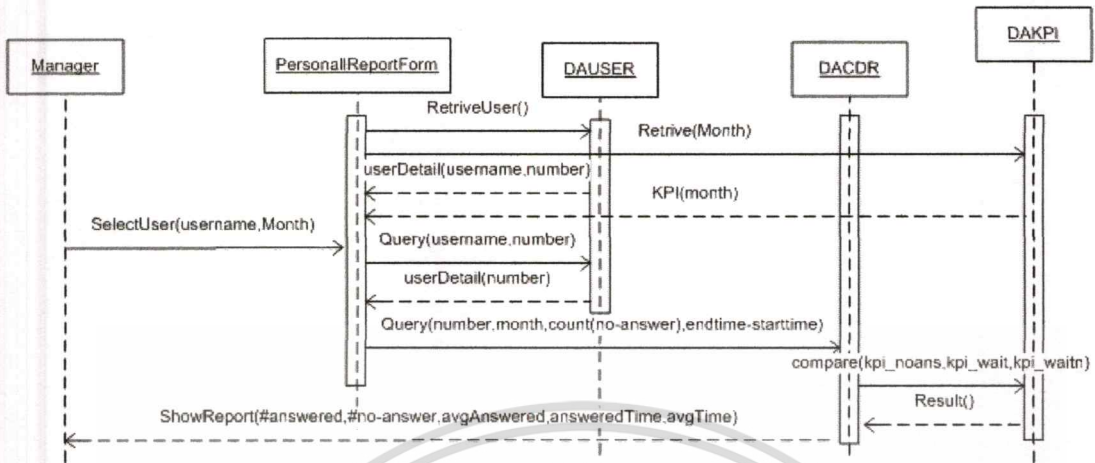 DAKPI
Manager
PersonallReportForm
DAUSER
DACDR
RetriveUser()
Retrive(Month)
userDetail(username,number)
KPI(month)
SelectUser(username,Month)
Query(username,number)
userDetail(number)
Query(number,month,count(no-answer),endtime-starttime)
compare(kpi_noans,kpi_wait,kpi_waitn)
Result()
ShowReport(#answered,#no-answer,avgAnswered,answeredTime,avgTime)